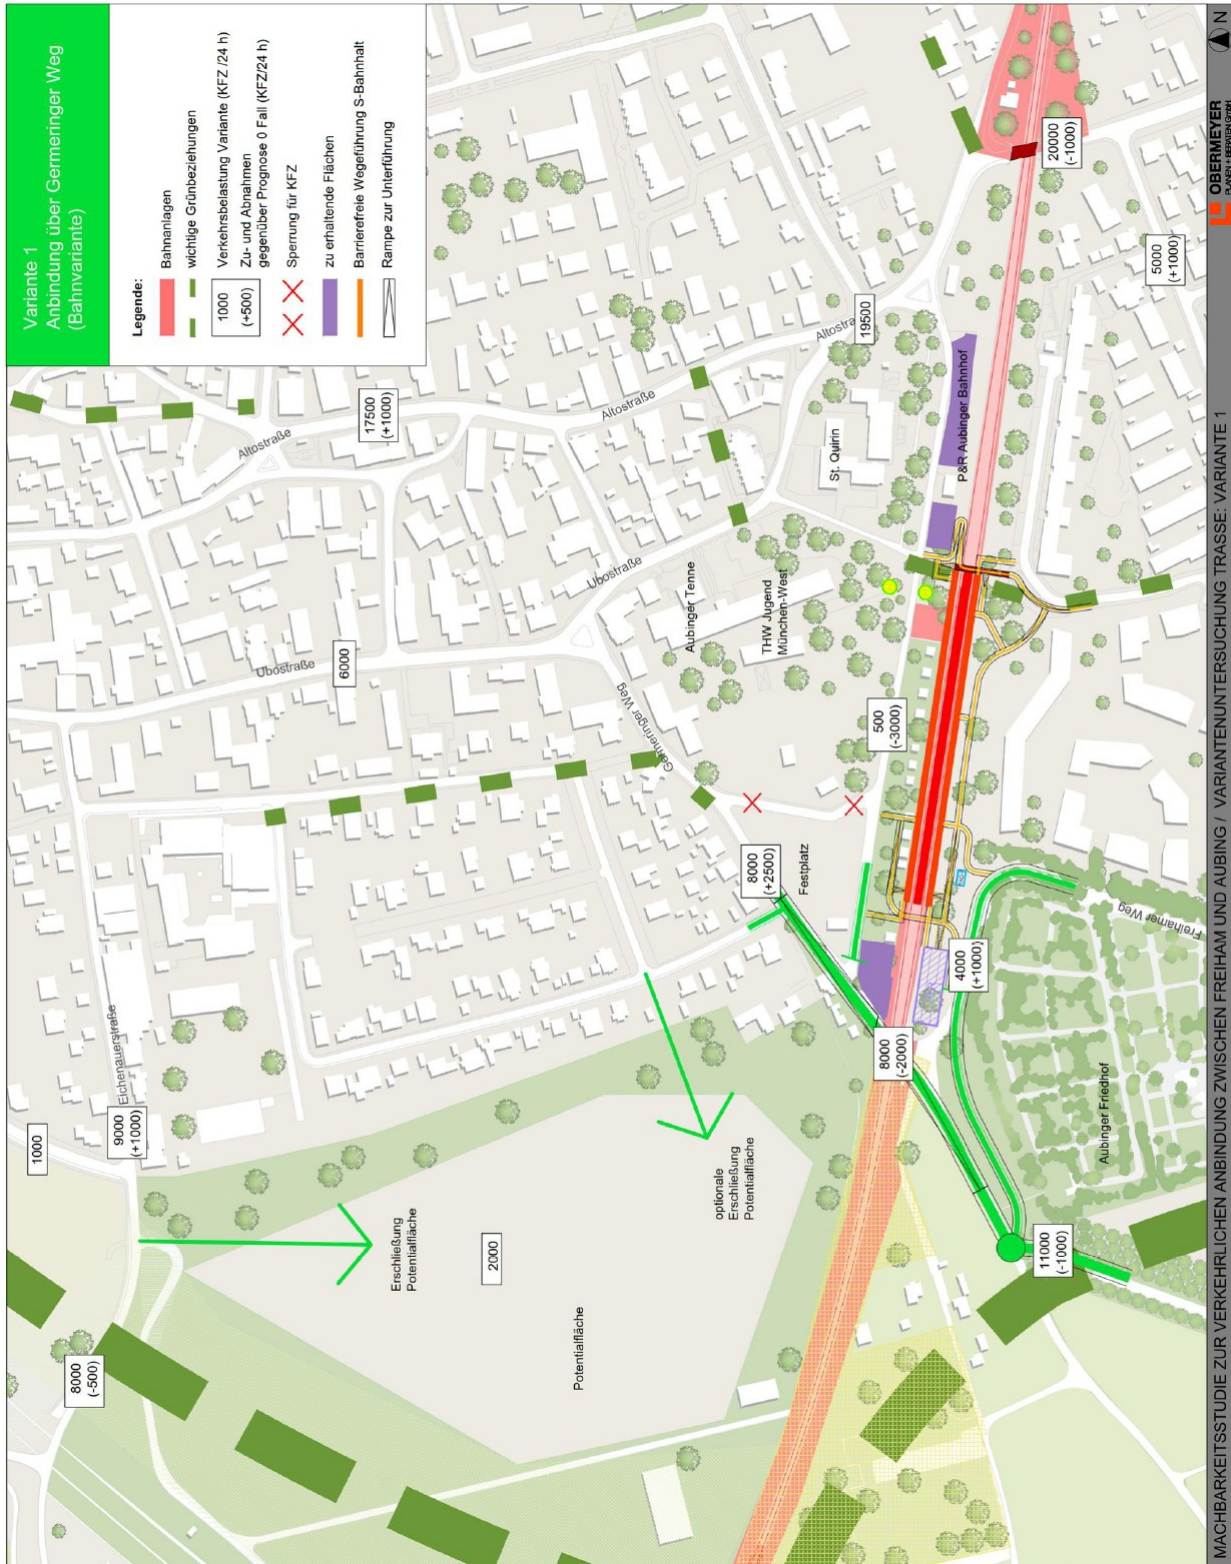 Variante 1
Anbindung über Germeringer Weg
(Bahnvariante)
Legende:
Bahnanlagen
wichtige Grünbeziehungen
1000
(+500)
Verkehrsbelastung Variante (KFZ /24 h)
Zu- und Abnahmen
gegenüber Prognose 0 Fall (KFZ/24 h)
Sperrung für KFZ
zu erhaltende Flächen
Barrierefreie Wegeführung S-Bahnhalt
Rampe zur Unterführung
1000
9000
(+1000)
Eichenauerstraße
8000
(-500)
Erschließung
Potentialfläche
2000
Potentialfläche
optionale
Erschließung
Potentialfläche
Altostraße
17500
(+1000)
Altostraße
Altostra
19500
Ubostraße
6000
Ubostraße
Germeringer Weg
Aubinger Tenne
THW Jugend
München-West
St. Quirin
P&R Aubinger Bahnhof
20000
(-1000)
5000
(+1000)
500
(-3000)
8000
(+2500)
Festplatz
8000
(-2000)
4000
(+1000)
11000
(-1000)
Aubinger Friedhof
Freihamer Weg
MACHBARKEITSSTUDIE ZUR VERKEHRLICHEN ANBINDUNG ZWISCHEN FREIHAM UND AUBING / VARIANTENUNTERSUCHUNG TRASSE: VARIANTE 1
OBERMEYER
N